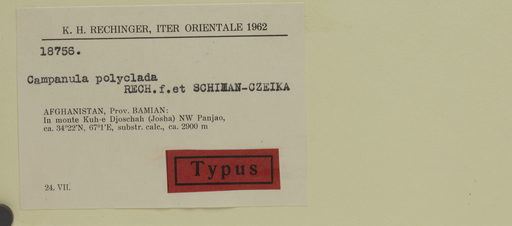 K. H. RECHINGER, ITER ORIENTALE 1962
18756.
Campanula polyclada
RECH.f.et SCHIMAN-CZEIKA
AFGHANISTAN, Prov. BAMIAN:
In monte Kuh-e Djoschah (Josha) NW Panjao,
ca. 34°22'N, 67°1'E, substr. calc., ca. 2900 m
Typus
24. VII.